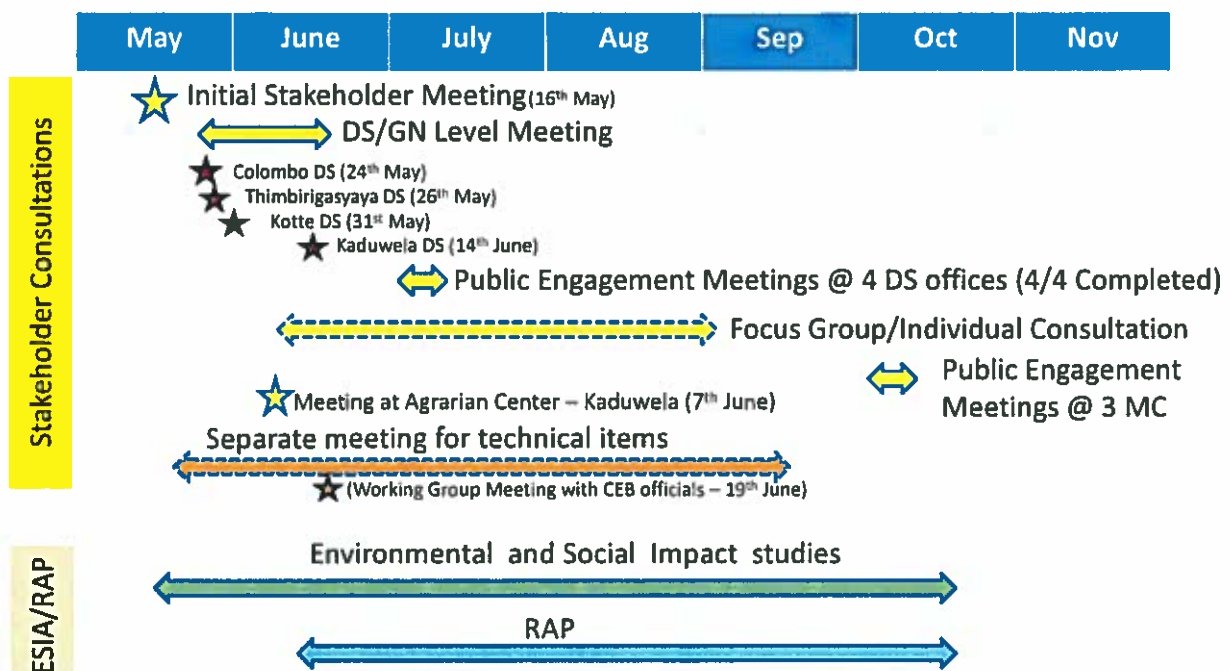 May June July Aug Sep Oct Nov
Stakeholder Consultations
Initial Stakeholder Meeting(16th May)
DS/GN Level Meeting
Colombo DS (24th May)
Thimbirigasyaya DS (26th May)
Kotte DS (31st May)
Kaduwela DS (14th June)
Public Engagement Meetings @ 4 DS offices (4/4 Completed)
Focus Group/Individual Consultation
Public Engagement
Meetings @ 3 MC
Meeting at Agrarian Center – Kaduwela (7th June)
Separate meeting for technical items
(Working Group Meeting with CEB officials – 19th June)
ESIA/RAP
Environmental and Social Impact studies
RAP